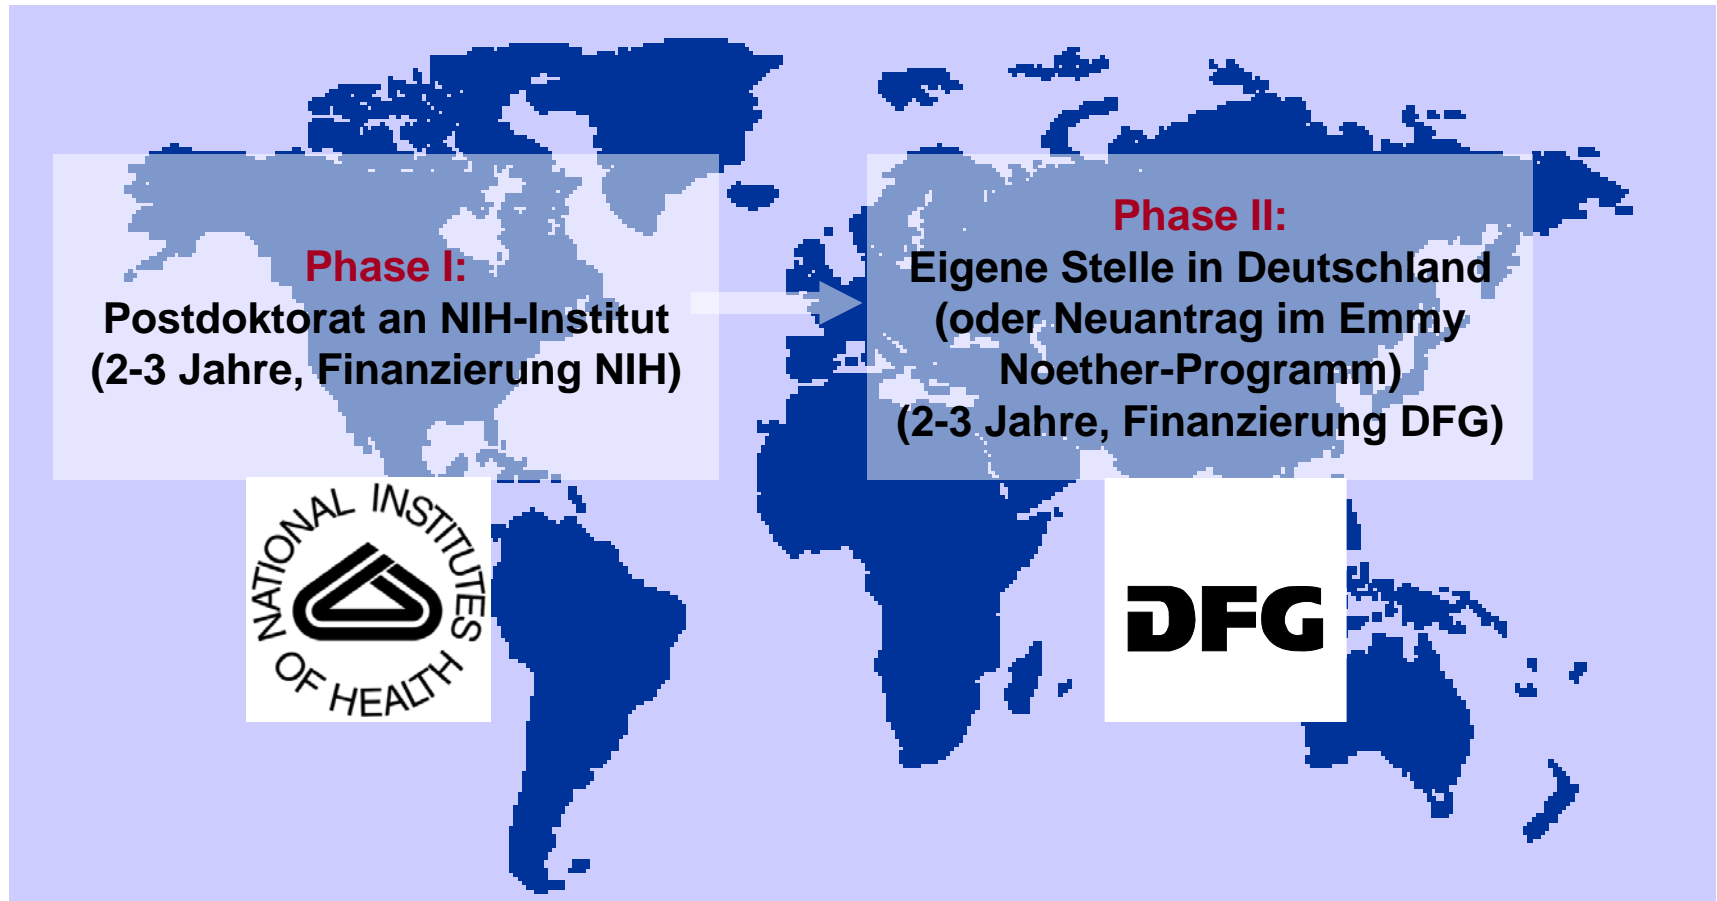 Phase I:
Postdoktorat an NIH-Institut
(2-3 Jahre, Finanzierung NIH)
Phase II:
Eigene Stelle in Deutschland
(oder Neuantrag im Emmy
Noether-Programm)
(2-3 Jahre, Finanzierung DFG)
NATIONAL INSTITUTES
OF HEALTH
DFG